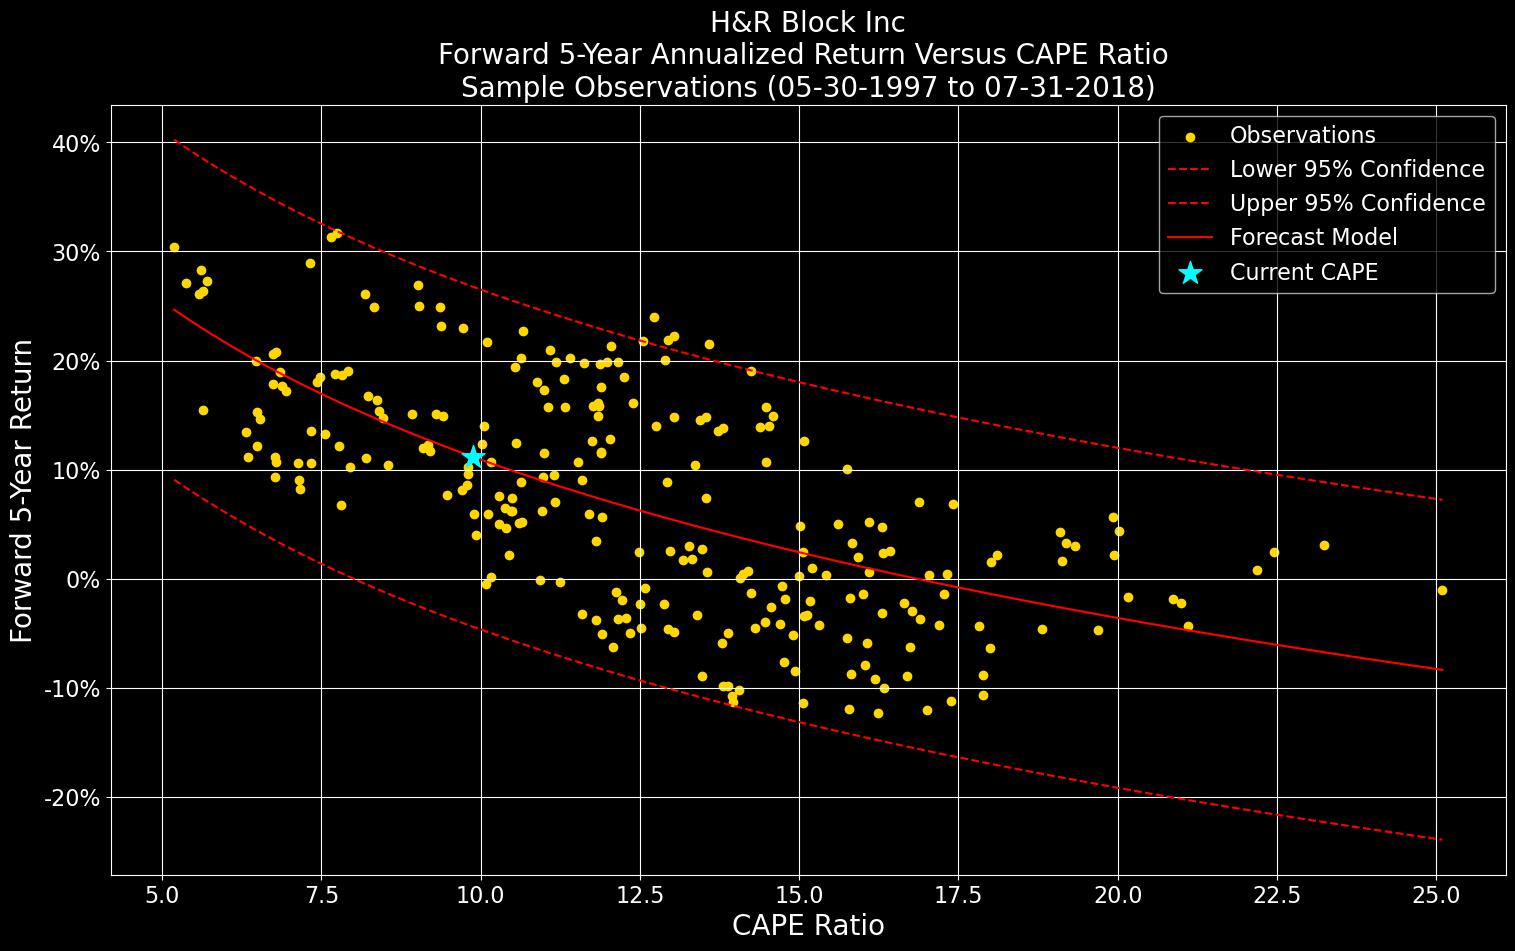 H&R Block Inc
Forward 5-Year Annualized Return Versus CAPE Ratio
Sample Observations (05-30-1997 to 07-31-2018)
Observations
Lower 95% Confidence
Upper 95% Confidence
Forecast Model
Current CAPE
Forward 5-Year Return
40%
30%
20%
10%
0%
-10%
-20%
5.0 7.5 10.0 12.5 15.0 17.5 20.0 22.5 25.0
CAPE Ratio